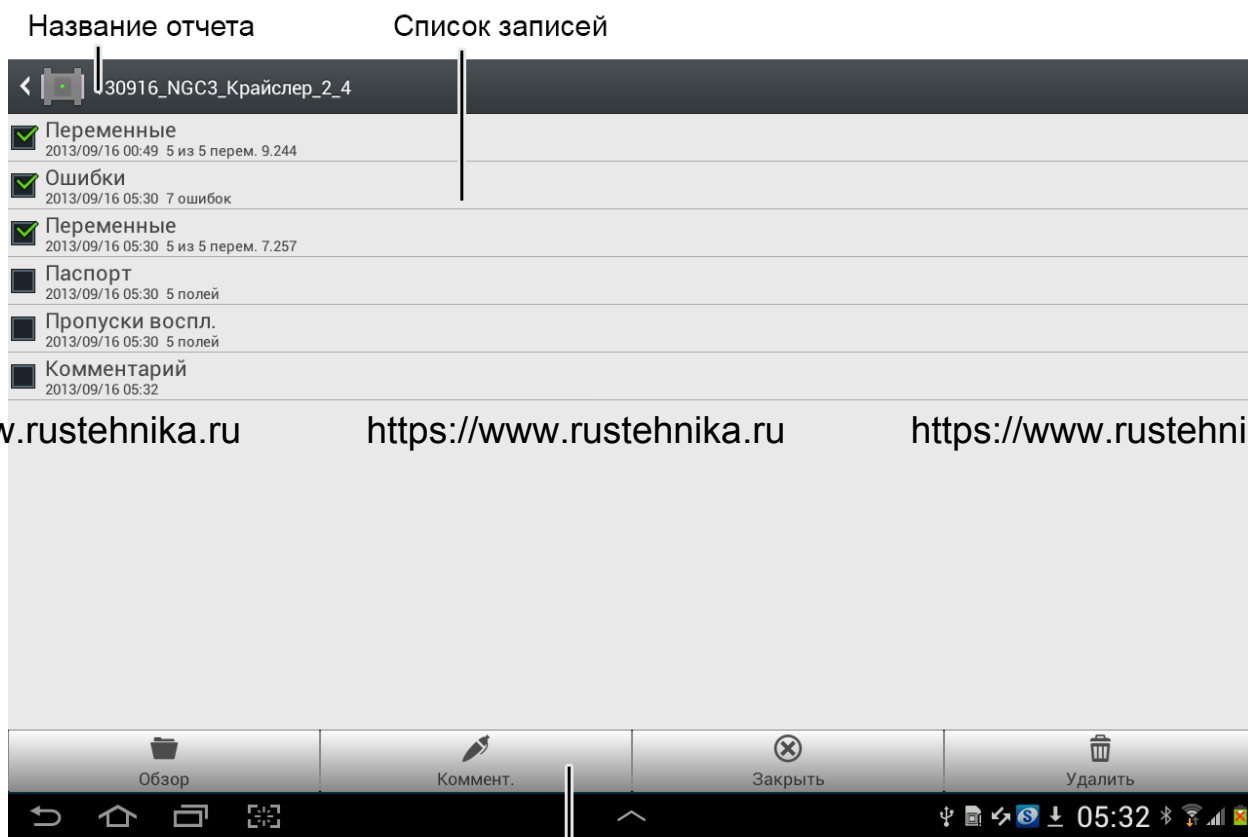 Название отчета
Список записей
30916_NGC3_Крайслер_2_4
Переменные
2013/09/16 00:49 5 из 5 перем. 9.244
Ошибки
2013/09/16 05:30 7 ошибок
Переменные
2013/09/16 05:30 5 из 5 перем. 7.257
Паспорт
2013/09/16 05:30 5 полей
Пропуски воспл.
2013/09/16 05:30 5 полей
Комментарий
2013/09/16 05:32
w.rustehnika.ru https://www.rustehnika.ru https://www.rustehni
Обзор
Коммент.
Закрыть
Удалить
05:32